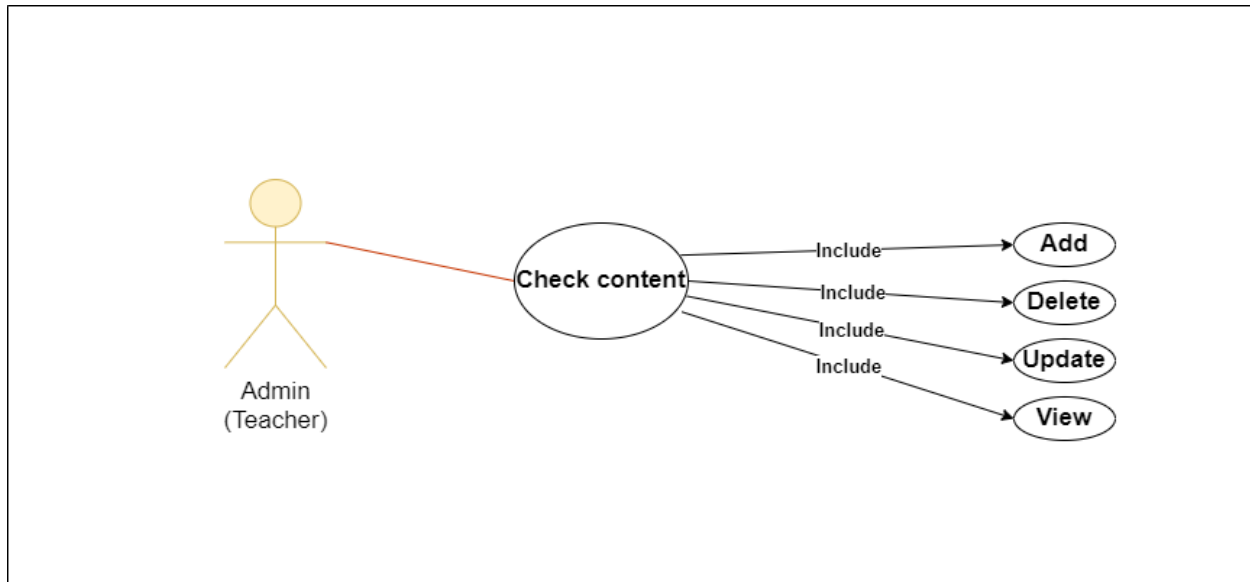 Include
Add
Check content
Include
Delete
Include
Update
Include
View
Admin
(Teacher)